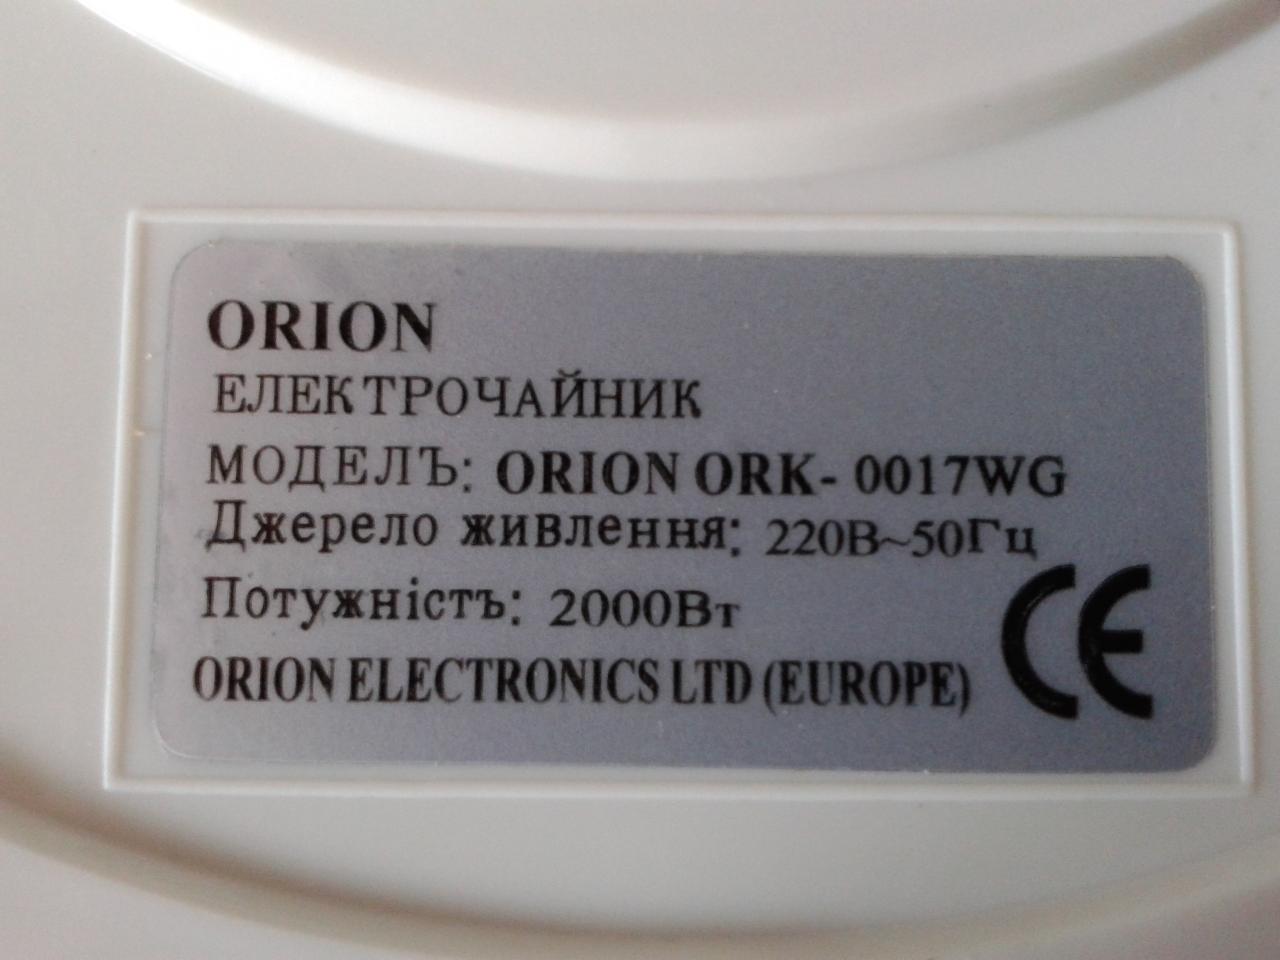 ORION
ЕЛЕКТРОЧАЙНИК
МОДЕЛЪ: ORION ORK- 0017WG
Джерело живлення: 220В~50Гц
Потужністъ: 2000Вт
ORION ELECTRONICS LTD (EUROPE)
CE